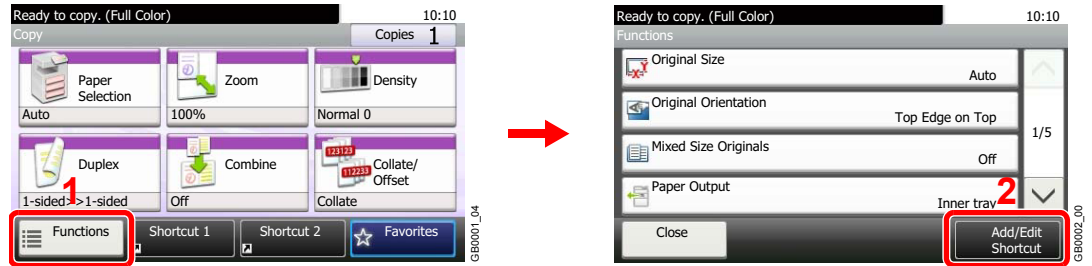 Ready to copy. (Full Color)
10:10
Copy
Copies 1
Paper
Selection
Auto
Zoom
100%
Density
Normal 0
Duplex
1-sided>>1-sided
Combine
Off
123123
112233
Collate/
Offset
Collate
1
Functions
Shortcut 1
Shortcut 2
Favorites
GB0001_04
Ready to copy. (Full Color)
10:10
Functions
Original Size
Auto
Original Orientation
Top Edge on Top
Mixed Size Originals
Off
Paper Output
Inner tray
1/5
2
Close
Add/Edit
Shortcut
GB0002_00